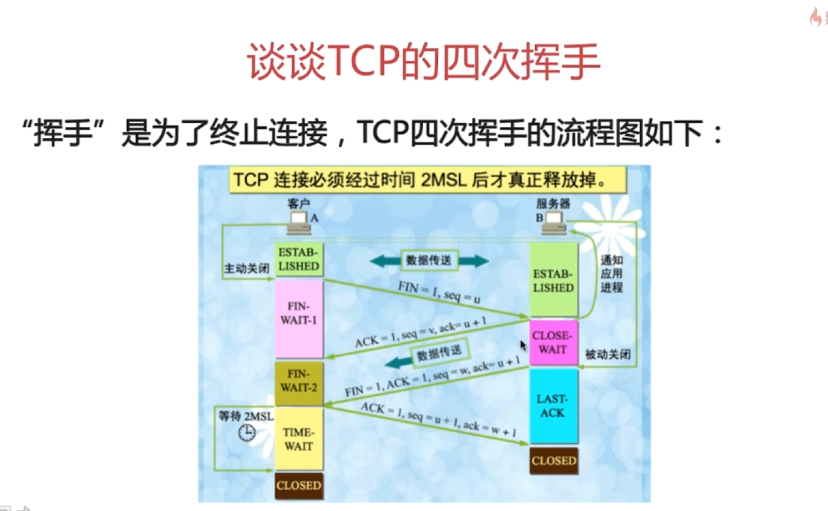 谈谈TCP的四次挥手
“挥手”是为了终止连接，TCP四次挥手的流程图如下：
TCP 连接必须经过时间 2MSL 后才真正释放掉。
客户
A
服务器
B
主动关闭
ESTAB-
LISHED
数据传送
ESTAB-
LISHED
通知
应用
进程
FIN = 1, seq = u
FIN-
WAIT-1
ACK = 1, seq = v, ack= u + 1
CLOSE-
WAIT
数据传送
被动关闭
FIN-
WAIT-2
FIN = 1, ACK = 1, seq = w, ack= u + 1
LAST-
ACK
ACK = 1, seq = u + 1, ack = w + 1
等待 2MSL
TIME-
WAIT
CLOSED
CLOSED